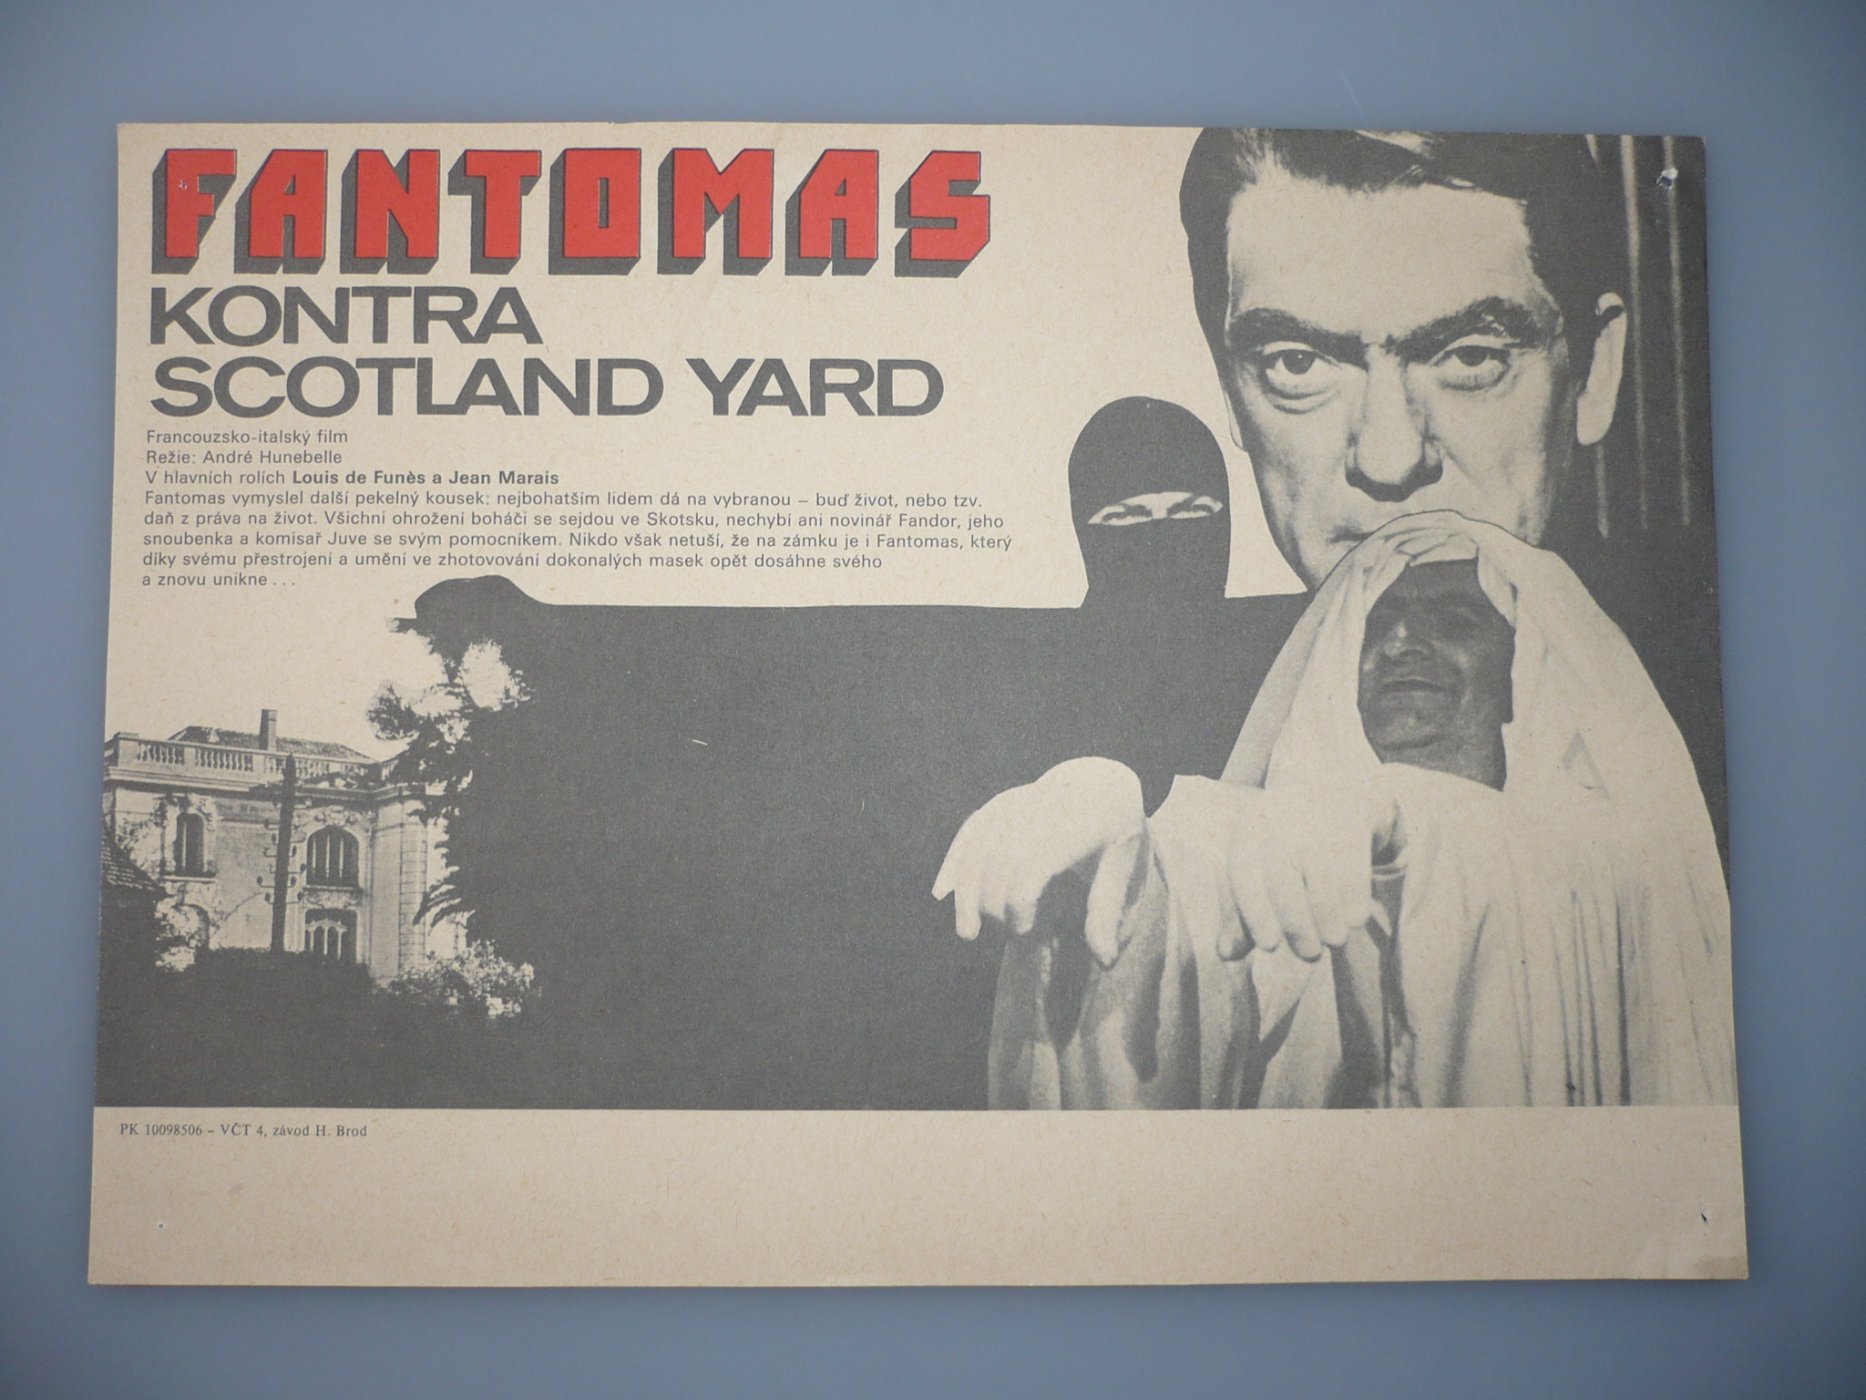 FANTOMAS
KONTRA
SCOTLAND YARD
Francouzsko-italský film
Režie: André Hunebelle
V hlavních rolích Louis de Funès a Jean Marais
Fantomas vymyslel další pekelný kousek: nejbohatším lidem dá na vybranou – buď život, nebo tzv.
daň z práva na život. Všichni ohrožení boháči se sejdou ve Skotsku, nechybí ani novinář Fandor, jeho
snoubenka a komisař Juve se svým pomocníkem. Nikdo však netuší, že na zámku je i Fantomas, který
díky svému přestrojení a umění ve zhotovování dokonalých masek opět dosáhne svého
a znovu unikne ...
PK 10098506 – VČT 4, závod H. Brod